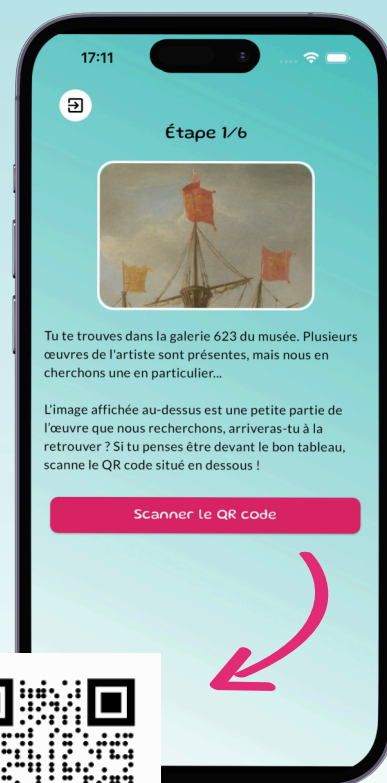 17:11
Étape 1/6
Tu te trouves dans la galerie 623 du musée. Plusieurs
œuvres de l'artiste sont présentes, mais nous en
cherchons une en particulier...
L'image affichée au-dessus est une petite partie de
l'œuvre que nous recherchons, arriveras-tu à la
retrouver ? Si tu penses être devant le bon tableau,
scanne le QR code situé en dessous !
Scanner le QR code